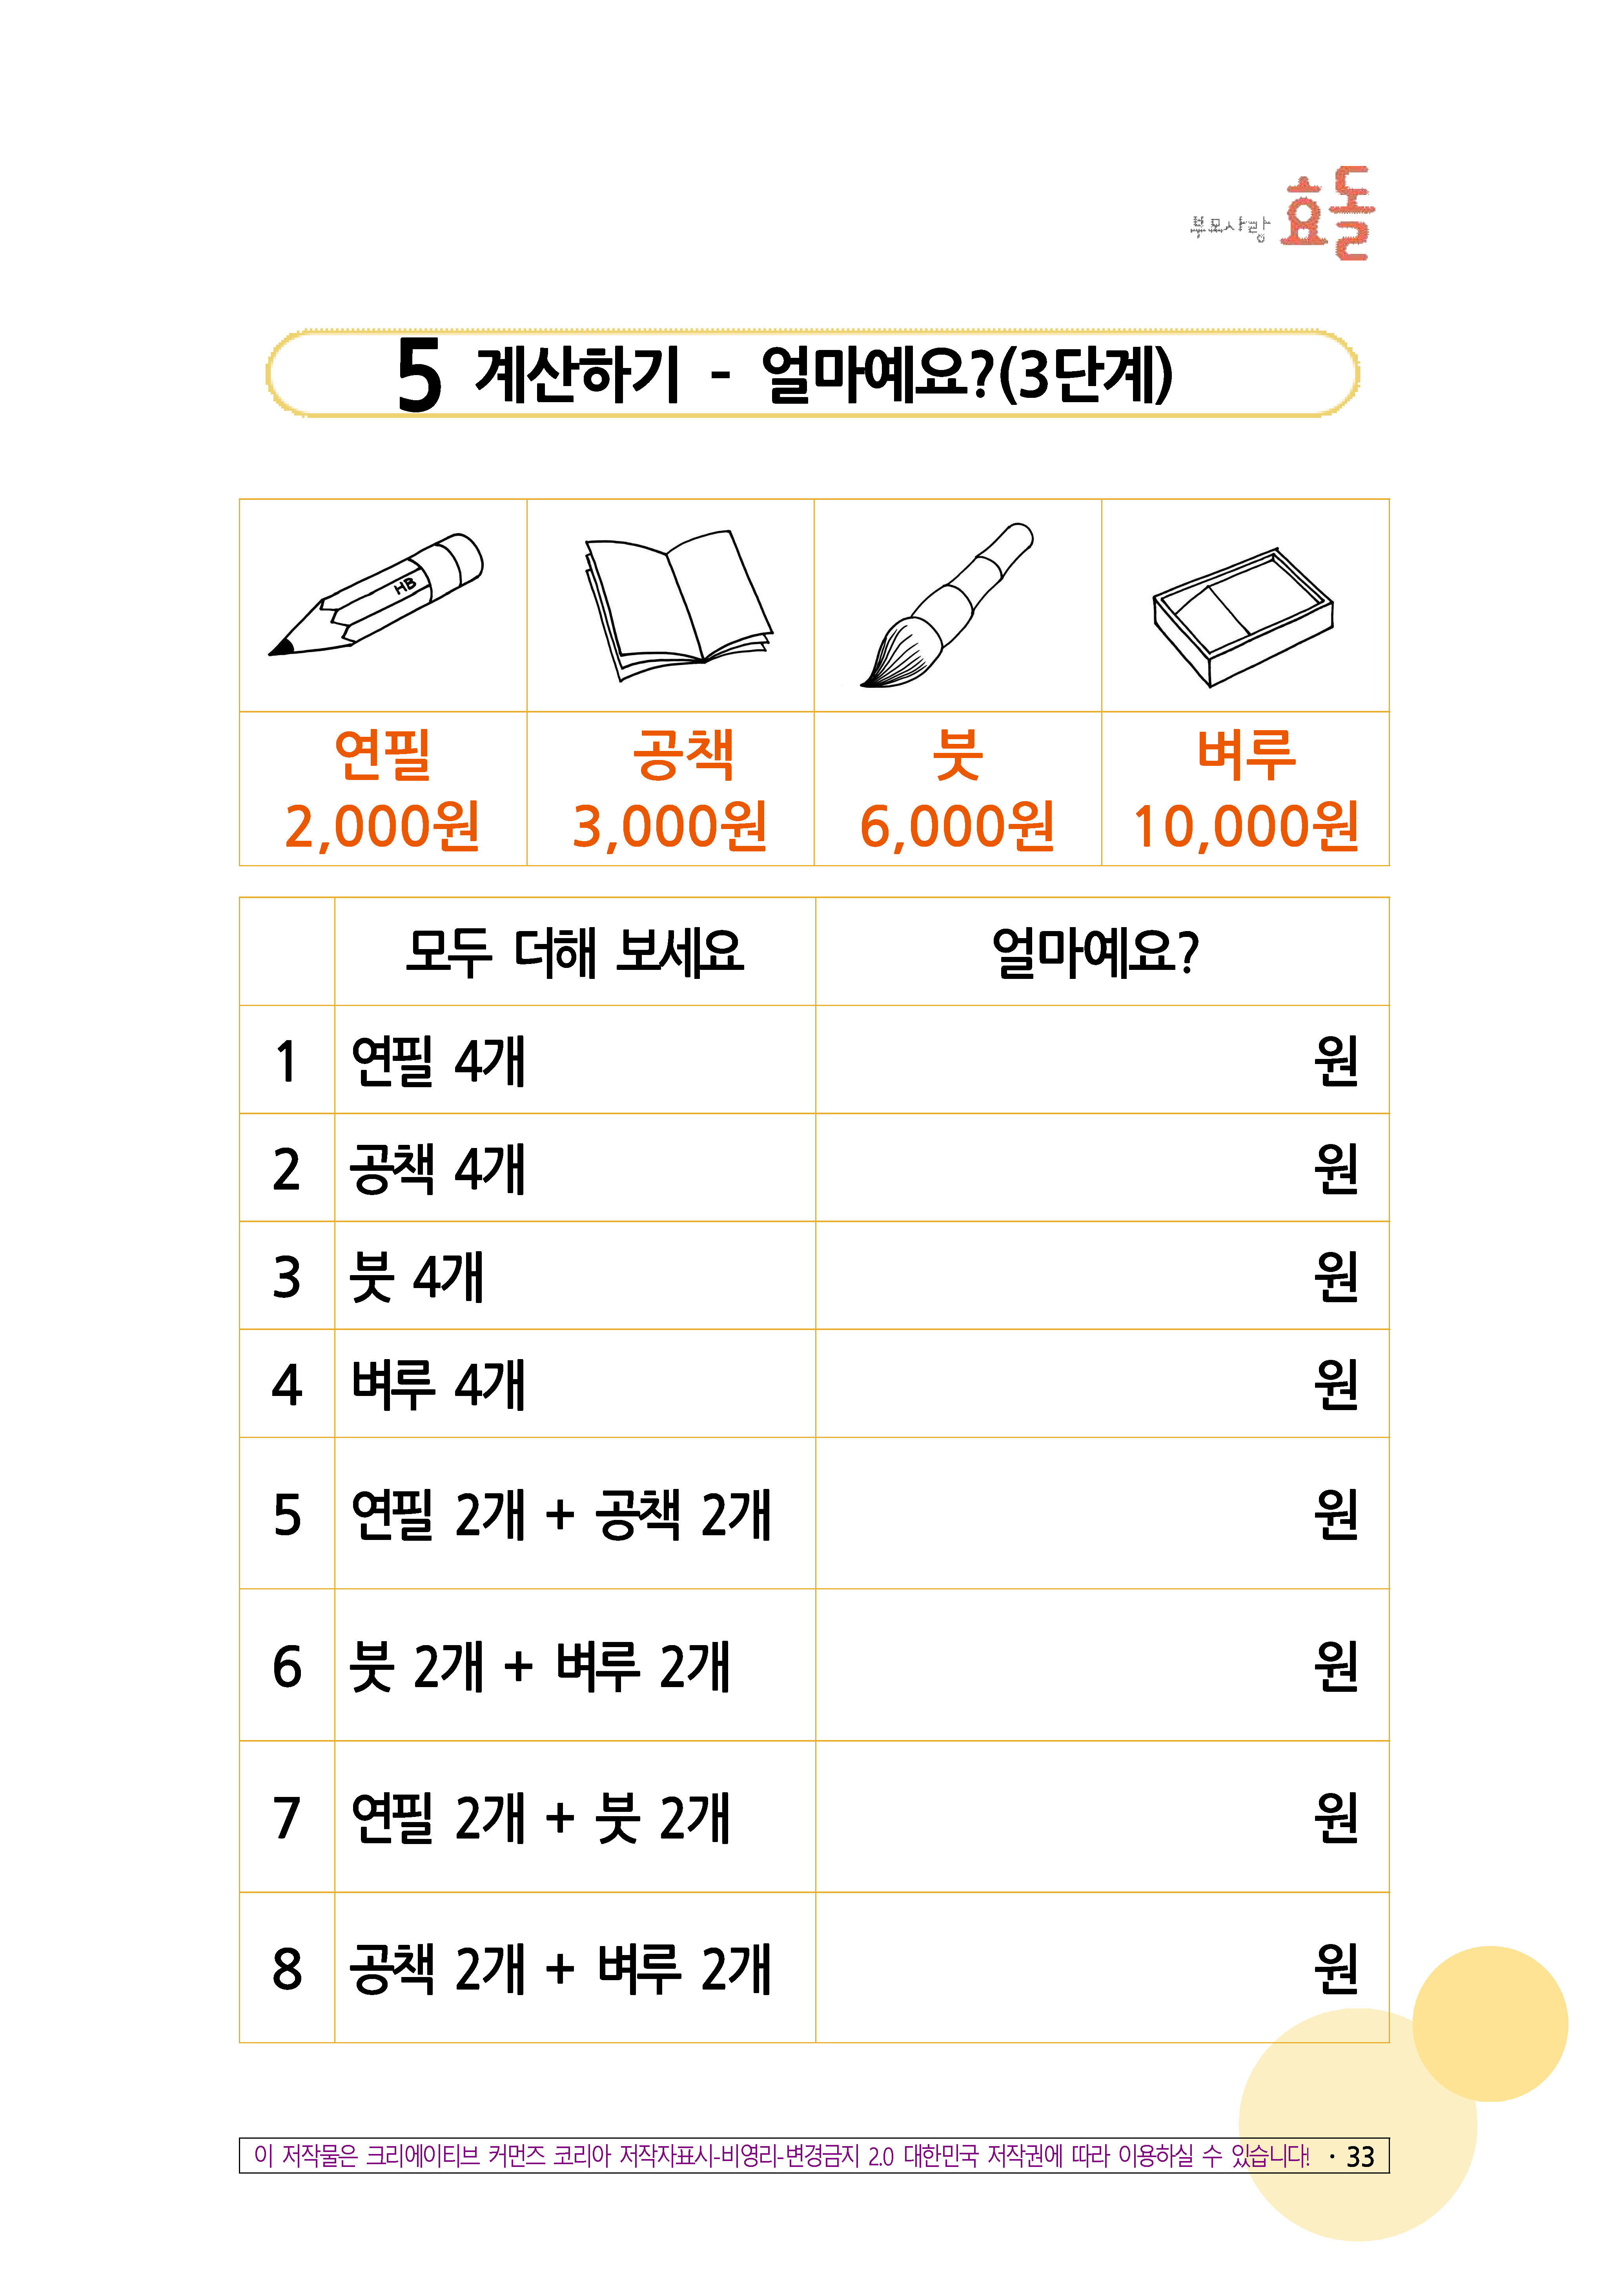 부모사랑 효돌
5 계산하기 - 얼마예요?(3단계)
HB
연필 공책 붓 벼루
2,000원 3,000원 6,000원 10,000원
모두 더해 보세요 얼마예요?
1 연필 4개 원
2 공책 4개 원
3 붓 4개 원
4 벼루 4개 원
5 연필 2개 + 공책 2개 원
6 붓 2개 + 벼루 2개 원
7 연필 2개 + 붓 2개 원
8 공책 2개 + 벼루 2개 원
이 저작물은 크리에이티브 커먼즈 코리아 저작자표시-비영리-변경금지 2.0 대한민국 저작권에 따라 이용하실 수 있습니다! · 33